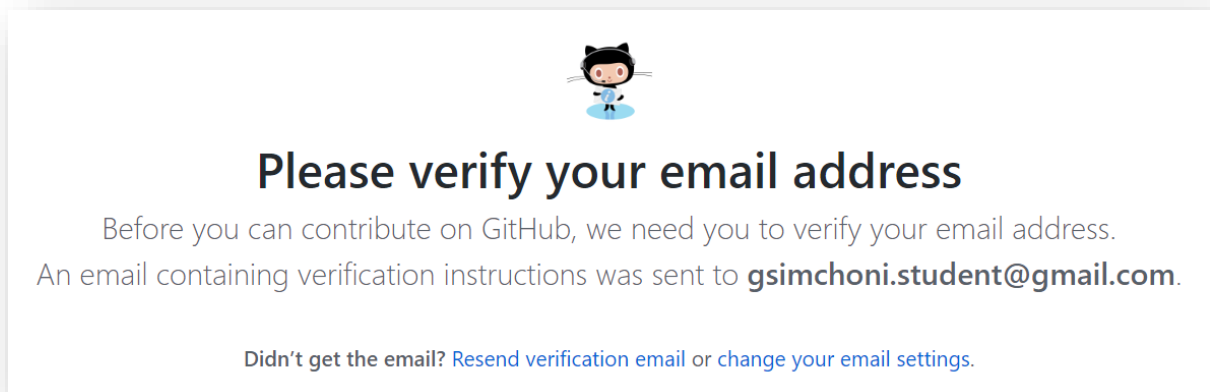 Please verify your email address
Before you can contribute on GitHub, we need you to verify your email address.
An email containing verification instructions was sent to gsimchoni.student@gmail.com.
Didn’t get the email? Resend verification email or change your email settings.